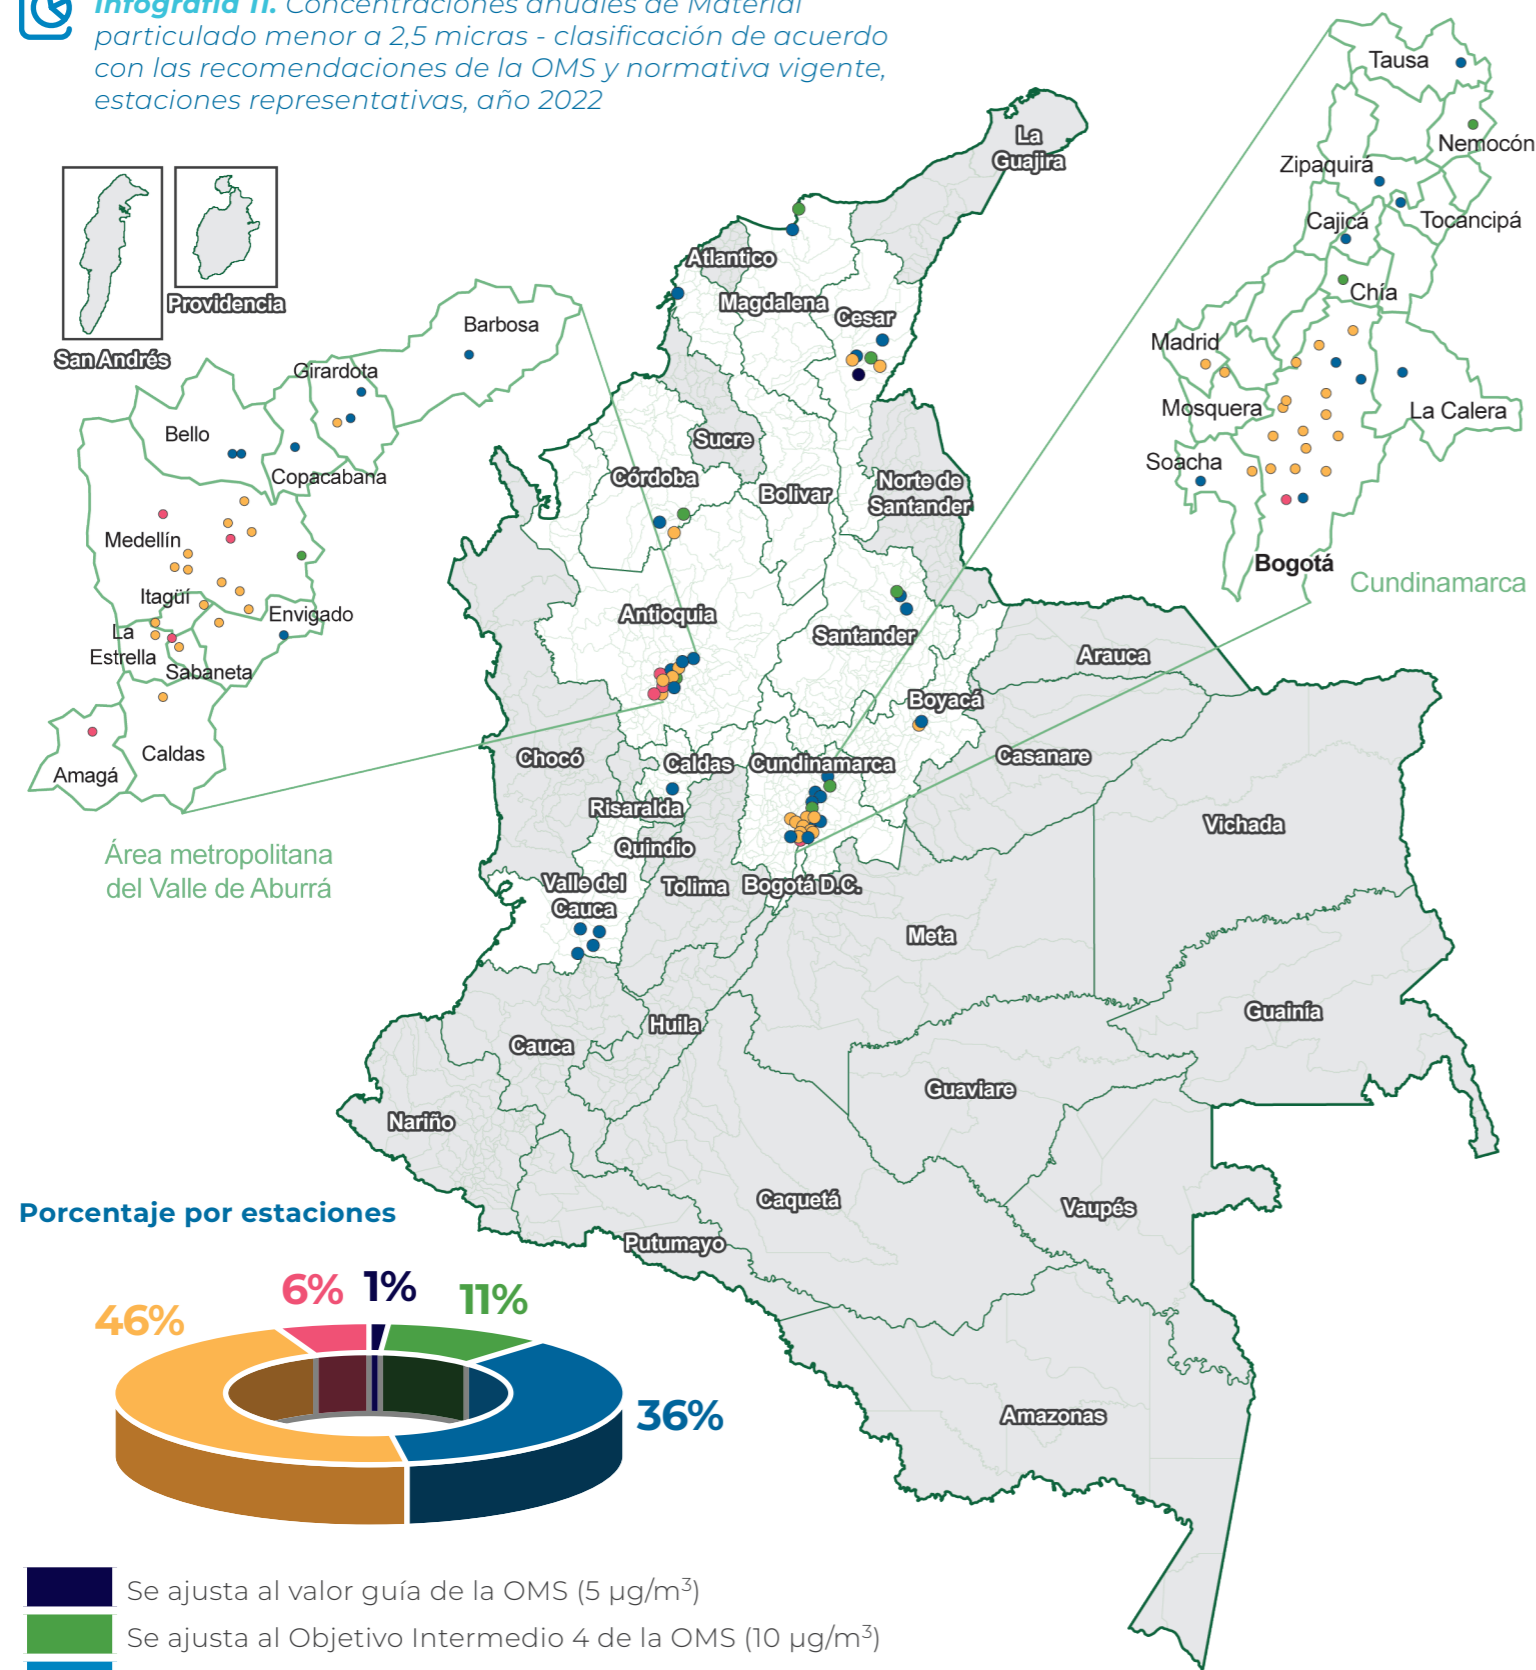 Infografía 11. Concentraciones anuales de Material
particulado menor a 2,5 micras - clasificación de acuerdo
con las recomendaciones de la OMS y normativa vigente,
estaciones representativas, año 2022
San Andrés
Providencia
Barbosa
Girardota
Bello
Copacabana
Medellín
Itagüí
Envigado
La
Estrella
Sabaneta
Caldas
Amagá
Área metropolitana
del Valle de Aburrá
Tausa
Nemocón
Zipaquirá
Tocancipá
Cajicá
Chía
Madrid
Mosquera
La Calera
Soacha
Bogotá
Cundinamarca
La
Guajira
Atlantico
Magdalena
Cesar
Sucre
Córdoba
Bolivar
Norte de
Santander
Antioquia
Santander
Arauca
Boyacá
Chocó
Caldas
Cundinamarca
Casanare
Risaralda
Quindio
Vichada
Valle del
Cauca
Tolima
Bogotá D.C.
Meta
Guainía
Huila
Cauca
Guaviare
Nariño
Caquetá
Vaupés
Putumayo
Amazonas
Porcentaje por estaciones
46%
6%
1%
11%
36%
Se ajusta al valor guía de la OMS (5 µg/m³)
Se ajusta al Objetivo Intermedio 4 de la OMS (10 µg/m³)